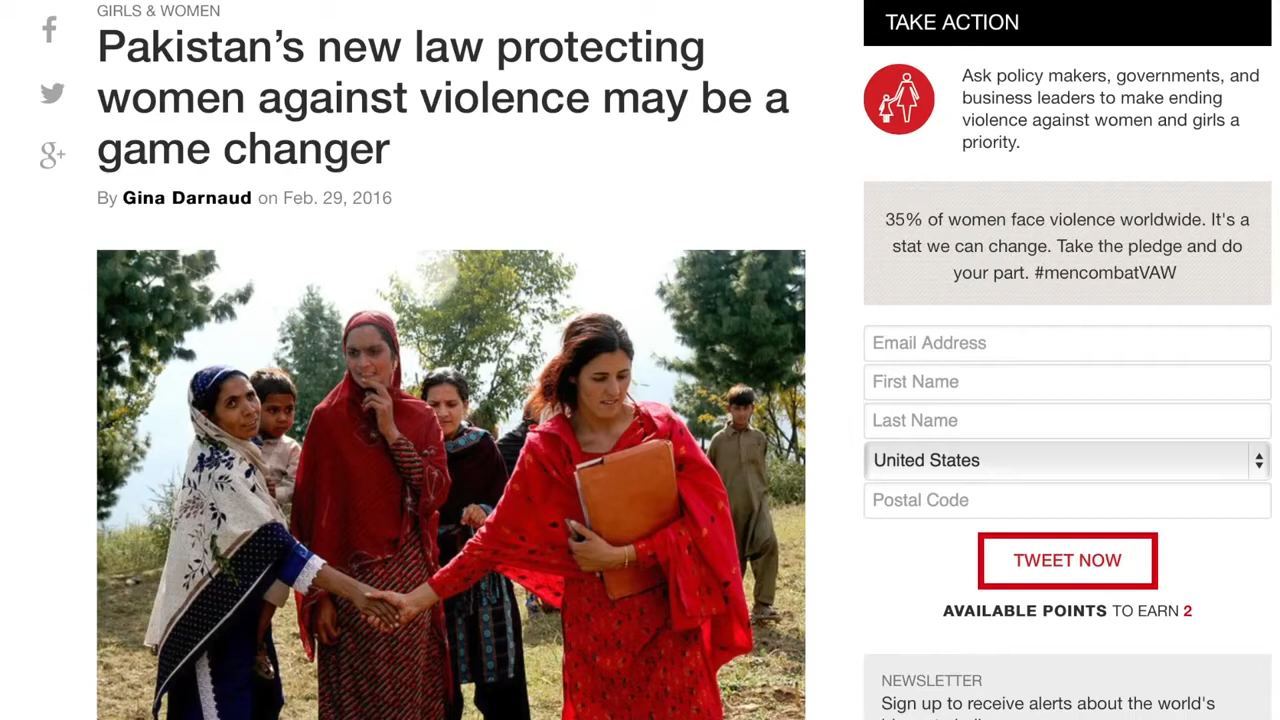 GIRLS & WOMEN
Pakistan's new law protecting
women against violence may be a
game changer
By Gina Darnaud on Feb. 29, 2016
TAKE ACTION
Ask policy makers, governments, and
business leaders to make ending
violence against women and girls a
priority.
35% of women face violence worldwide. It's a
stat we can change. Take the pledge and do
your part. #mencombatVAW
Email Address
First Name
Last Name
United States
Postal Code
TWEET NOW
AVAILABLE POINTS TO EARN 2
NEWSLETTER
Sign up to receive alerts about the world's